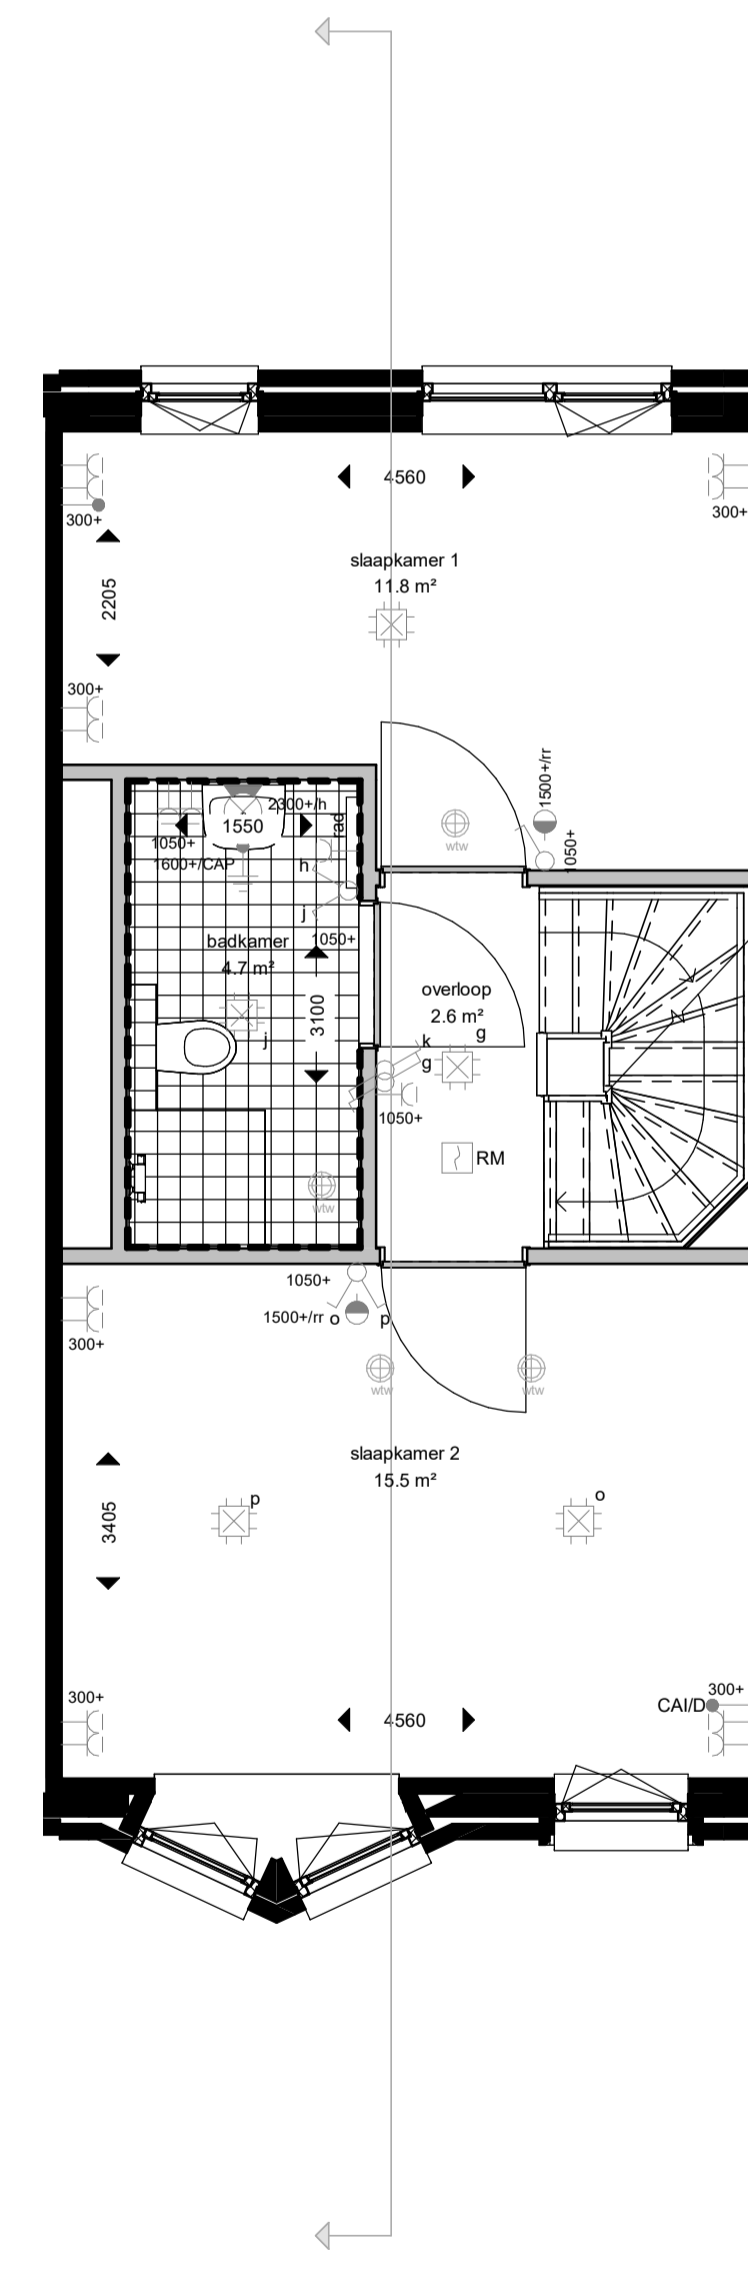 4560
300+
300+
slaapkamer 1
11.8 m²
2205
300+
1500+/rr
2300+/h
rad
1550
wtw
1050+
1050+
1600+/CAP
h
j
badkamer
1050+
4.7 m²
overloop
2.6 m²
3100
g
j
k
g
1050+
RM
wtw
1050+
1500+/rr
o
p
300+
wtw
wtw
slaapkamer 2
15.5 m²
p
o
3405
300+
300+
CAI/D
4560